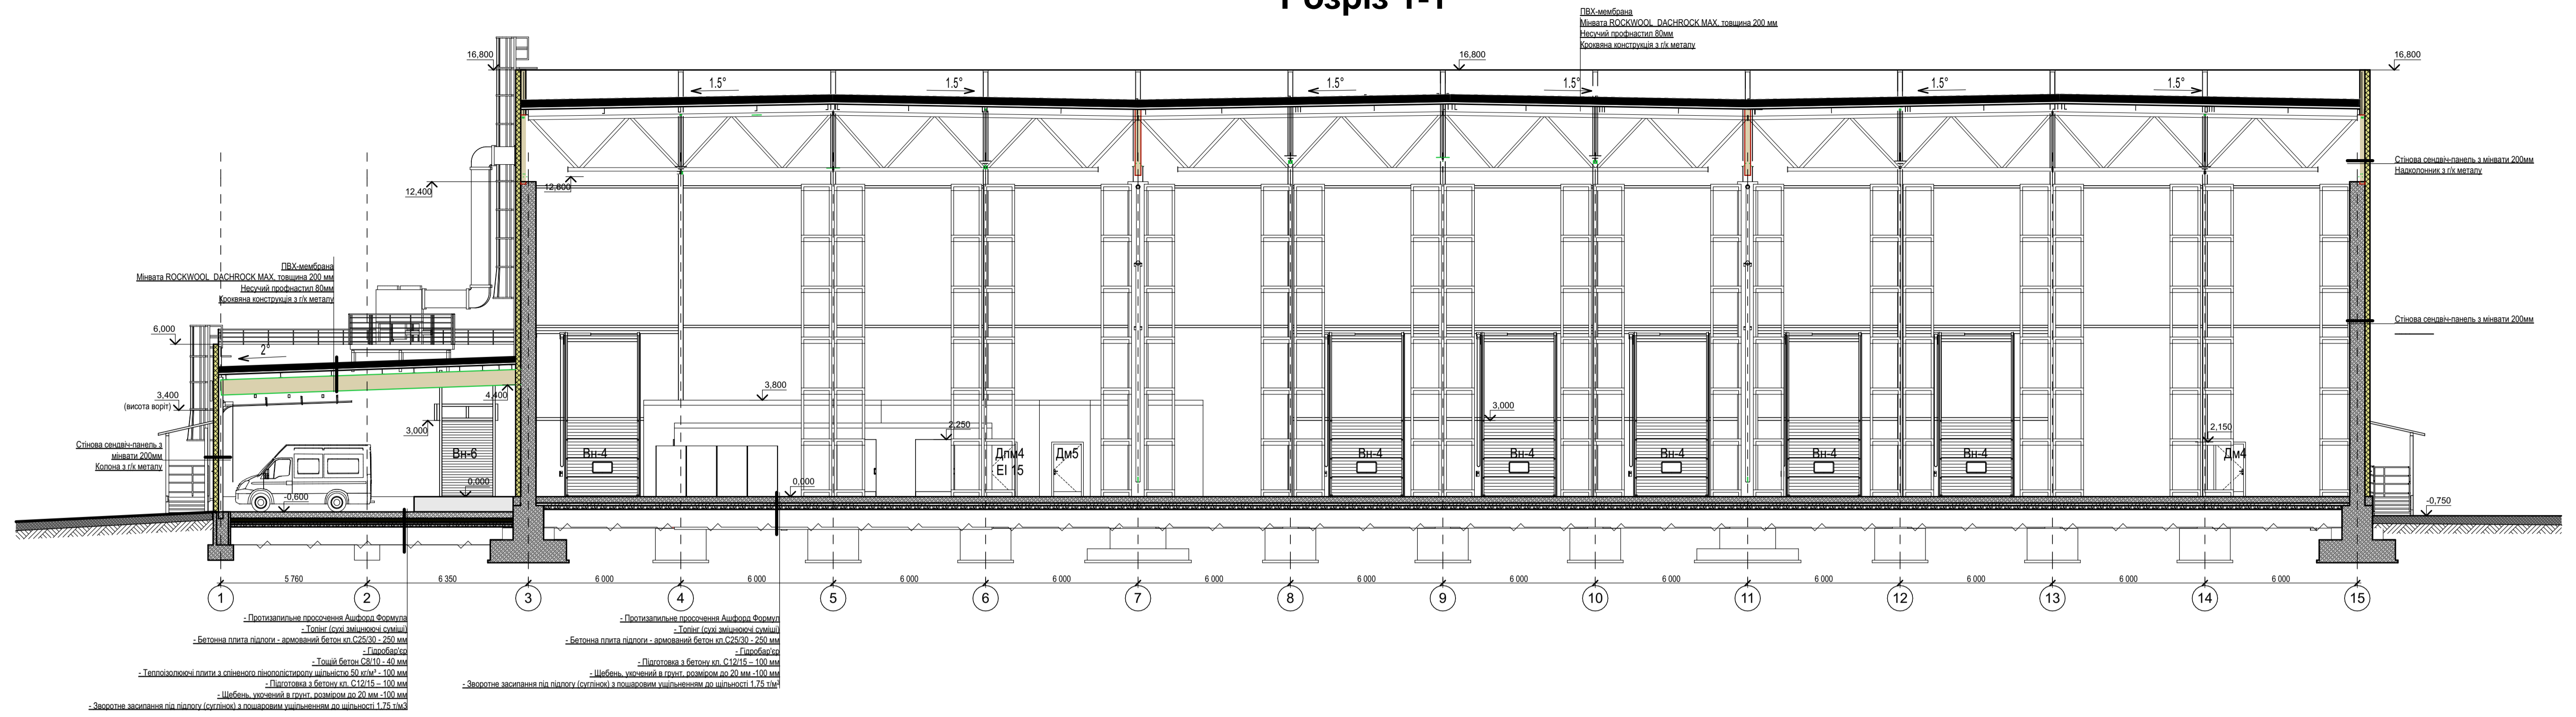 Розріз 1-1
ПВХ-мембрана
Мінвата ROCKWOOL DACHROCK MAX, товщина 200 мм
Несучий профнастил 80мм
Кроквяна конструкція з г/к металу
16,800
16,800
16,800
1.5°
1.5°
1.5°
1.5°
1.5°
1.5°
Стінова сендвіч-панель з мінвати 200мм
Надколонник з г/к металу
12,400
12,600
ПВХ-мембрана
Мінвата ROCKWOOL DACHROCK MAX, товщина 200 мм
Несучий профнастил 80мм
Кроквяна конструкція з г/к металу
Стінова сендвіч-панель з мінвати 200мм
6,000
2°
3,400
(висота воріт)
4,400
3,800
3,000
3,000
2,250
2,150
Стінова сендвіч-панель з
мінвати 200мм
Колона з г/к металу
Вн-6
Вн-4
Дпм4
EI 15
Дм5
Вн-4
Вн-4
Вн-4
Вн-4
Вн-4
Дм4
0,000
0,000
-0,600
-0,750
5 760
6 350
6 000
6 000
6 000
6 000
6 000
6 000
6 000
6 000
6 000
6 000
6 000
6 000
1
2
3
4
5
6
7
8
9
10
11
12
13
14
15
- Протизапильне просочення Ашфорд Формула
- Топінг (сухі зміцнюючі суміші)
- Бетонна плита підлоги - армований бетон кл.С25/30 - 250 мм
- Гідробар'єр
- Тощій бетон С8/10 - 40 мм
- Теплоізолюючі плити з спіненого пінополістиролу щільністю 50 кг/м³ - 100 мм
- Підготовка з бетону кл. С12/15 – 100 мм
- Щебень, укочений в грунт, розміром до 20 мм -100 мм
- Зворотне засипання під підлогу (суглінок) з пошаровим ущільненням до щільності 1.75 т/м3
- Протизапильне просочення Ашфорд Формул
- Топінг (сухі зміцнюючі суміші)
- Бетонна плита підлоги - армований бетон кл.С25/30 - 250 мм
- Гідробар'єр
- Підготовка з бетону кл. С12/15 – 100 мм
- Щебень, укочений в грунт, розміром до 20 мм -100 мм
- Зворотне засипання під підлогу (суглінок) з пошаровим ущільненням до щільності 1.75 т/м³